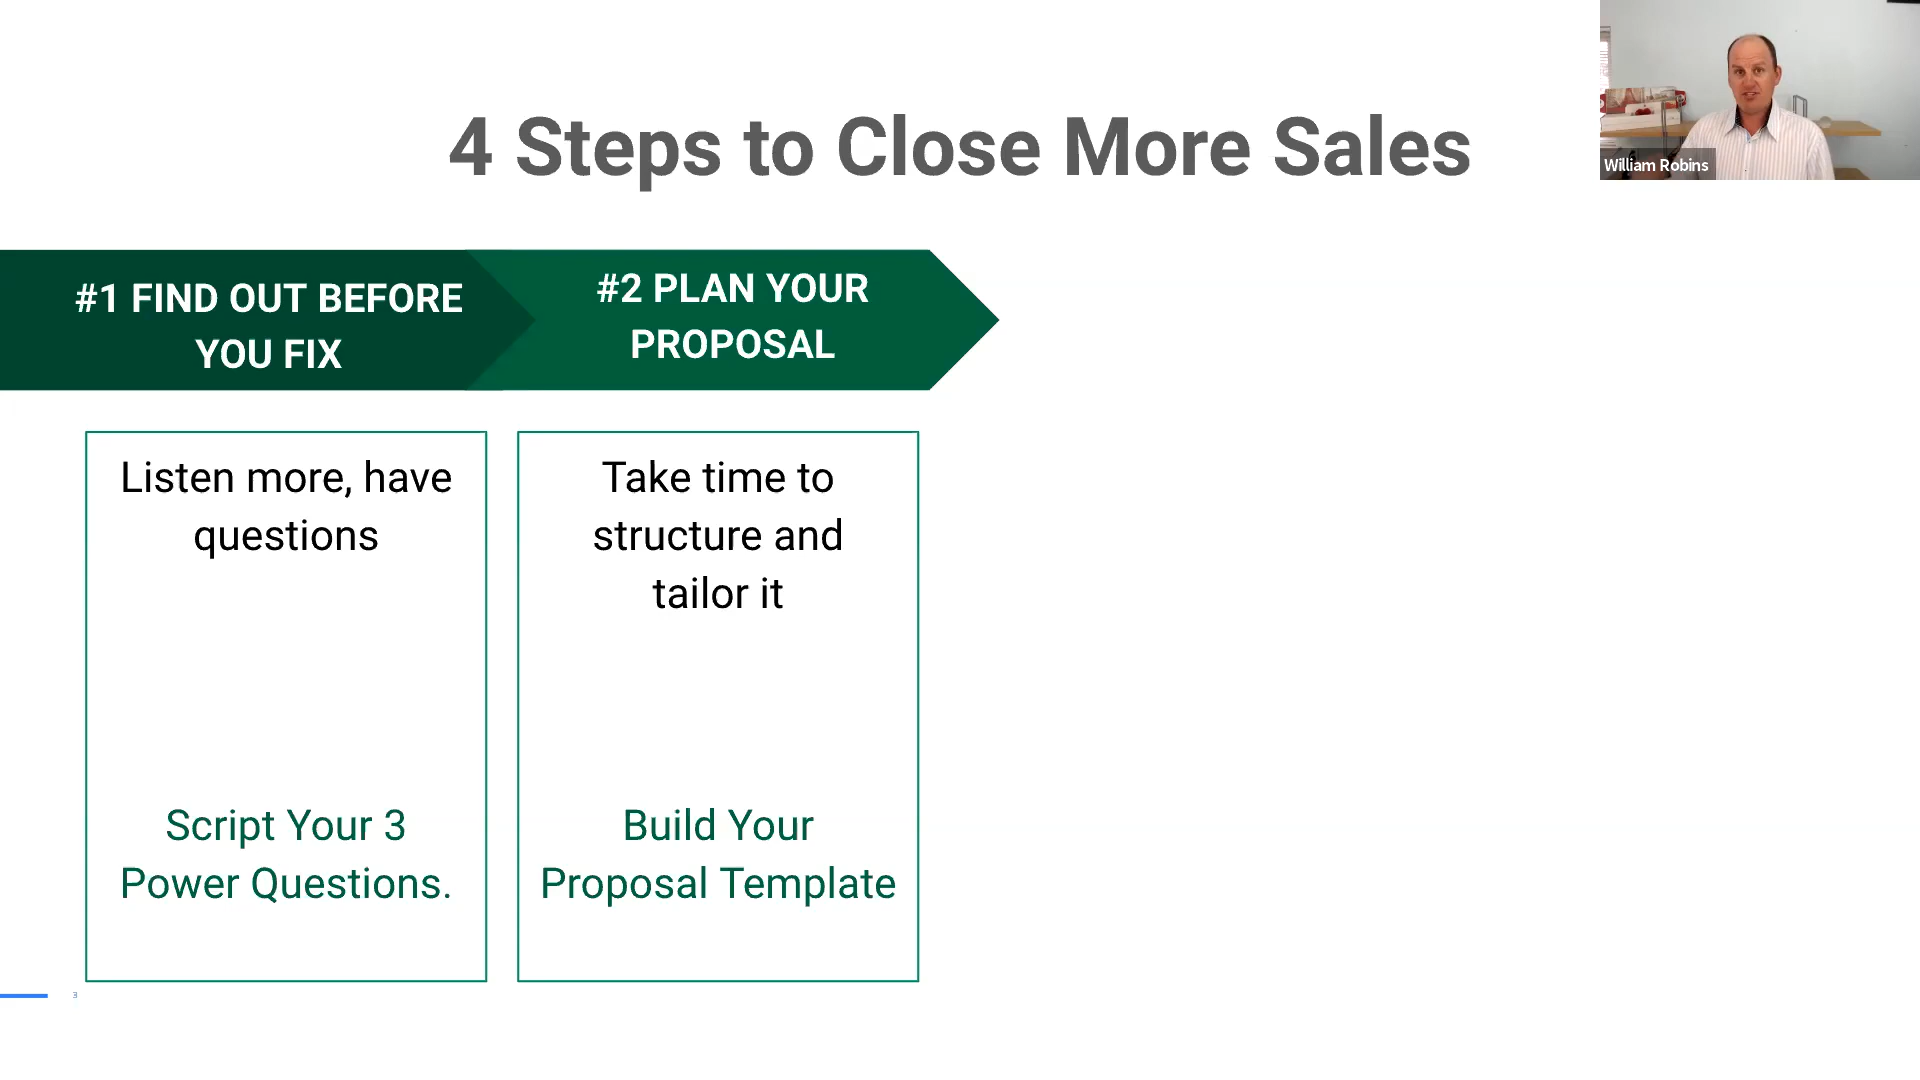 4 Steps to Close More Sales
William Robins
#1 FIND OUT BEFORE
YOU FIX
#2 PLAN YOUR
PROPOSAL
Listen more, have
questions
Script Your 3
Power Questions.
Take time to
structure and
tailor it
Build Your
Proposal Template
3